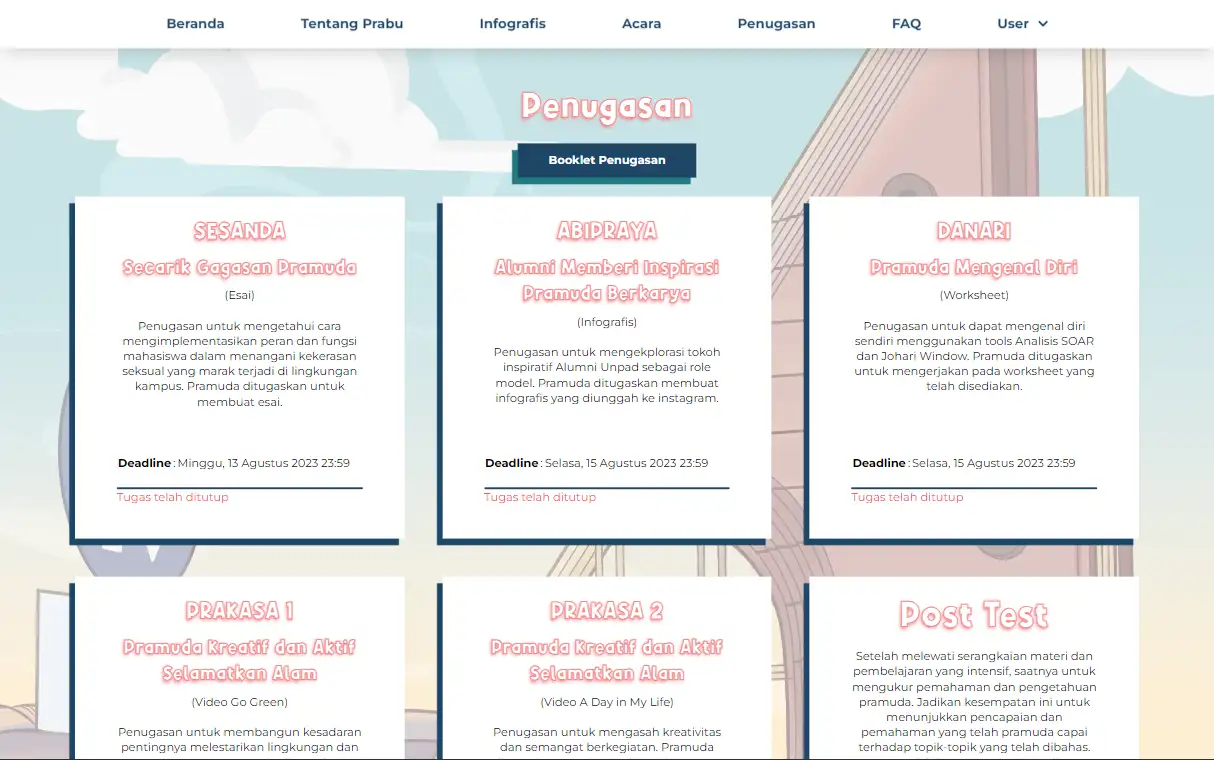 Beranda Tentang Prabu Infografis Acara Penugasan FAQ User
Penugasan
Booklet Penugasan
SESANDA
Secarik Gagasan Pramuda
(Esai)
Penugasan untuk mengetahui cara
mengimplementasikan peran dan fungsi
mahasiswa dalam menangani kekerasan
seksual yang marak terjadi di lingkungan
kampus. Pramuda ditugaskan untuk
membuat esai.
Deadline : Minggu, 13 Agustus 2023 23:59
Tugas telah ditutup
ABIPRAYA
Alumni Memberi Inspirasi
Pramuda Berkarya
(Infografis)
Penugasan untuk mengekplorasi tokoh
inspiratif Alumni Unpad sebagai role
model. Pramuda ditugaskan membuat
infografis yang diunggah ke instagram.
Deadline : Selasa, 15 Agustus 2023 23:59
Tugas telah ditutup
DANARI
Pramuda Mengenal Diri
(Worksheet)
Penugasan untuk dapat mengenal diri
sendiri menggunakan tools Analisis SOAR
dan Johari Window. Pramuda ditugaskan
untuk mengerjakan pada worksheet yang
telah disediakan.
Deadline : Selasa, 15 Agustus 2023 23:59
Tugas telah ditutup
PRAKASA 1
Pramuda Kreatif dan Aktif
Selamatkan Alam
(Video Go Green)
Penugasan untuk membangun kesadaran
pentingnya melestarikan lingkungan dan
PRAKASA 2
Pramuda Kreatif dan Aktif
Selamatkan Alam
(Video A Day in My Life)
Penugasan untuk mengasah kreativitas
dan semangat berkegiatan. Pramuda
Post Test
Setelah melewati serangkaian materi dan
pembelajaran yang intensif, saatnya untuk
mengukur pemahaman dan pengetahuan
pramuda. Jadikan kesempatan ini untuk
menunjukkan pencapaian dan
pemahaman yang telah pramuda capai
terhadap topik-topik yang telah dibahas.